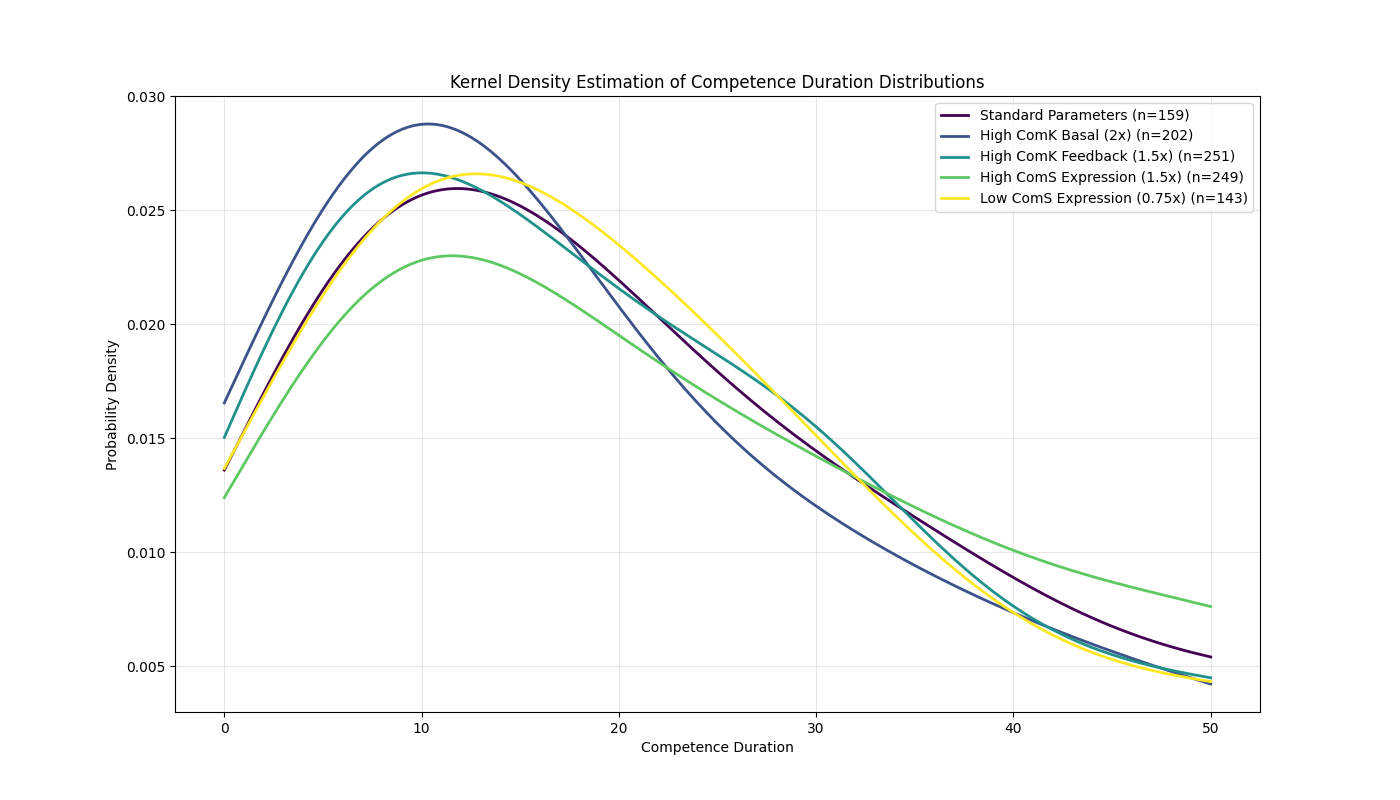 Kernel Density Estimation of Competence Duration Distributions
Standard Parameters (n=159)
High ComK Basal (2x) (n=202)
High ComK Feedback (1.5x) (n=251)
High ComS Expression (1.5x) (n=249)
Low ComS Expression (0.75x) (n=143)
Probability Density
0.030
0.025
0.020
0.015
0.010
0.005
0 10 20 30 40 50
Competence Duration